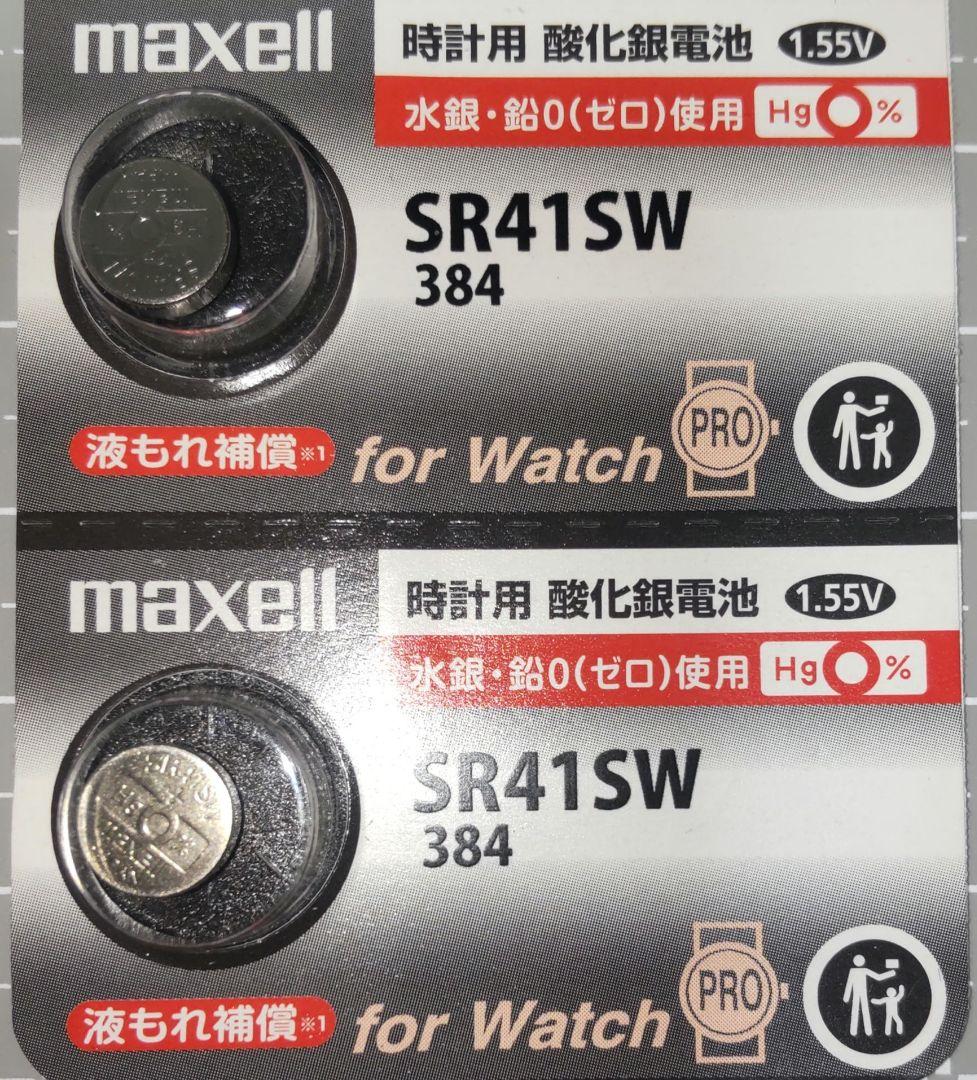 maxell
時計用 酸化銀電池 1.55V
水銀・鉛0(ゼロ)使用 Hg0%
SR41SW
384
液もれ補償※1
for Watch
PRO
maxell
時計用 酸化銀電池 1.55V
水銀・鉛0(ゼロ)使用 Hg0%
SR41SW
384
液もれ補償※1
for Watch
PRO